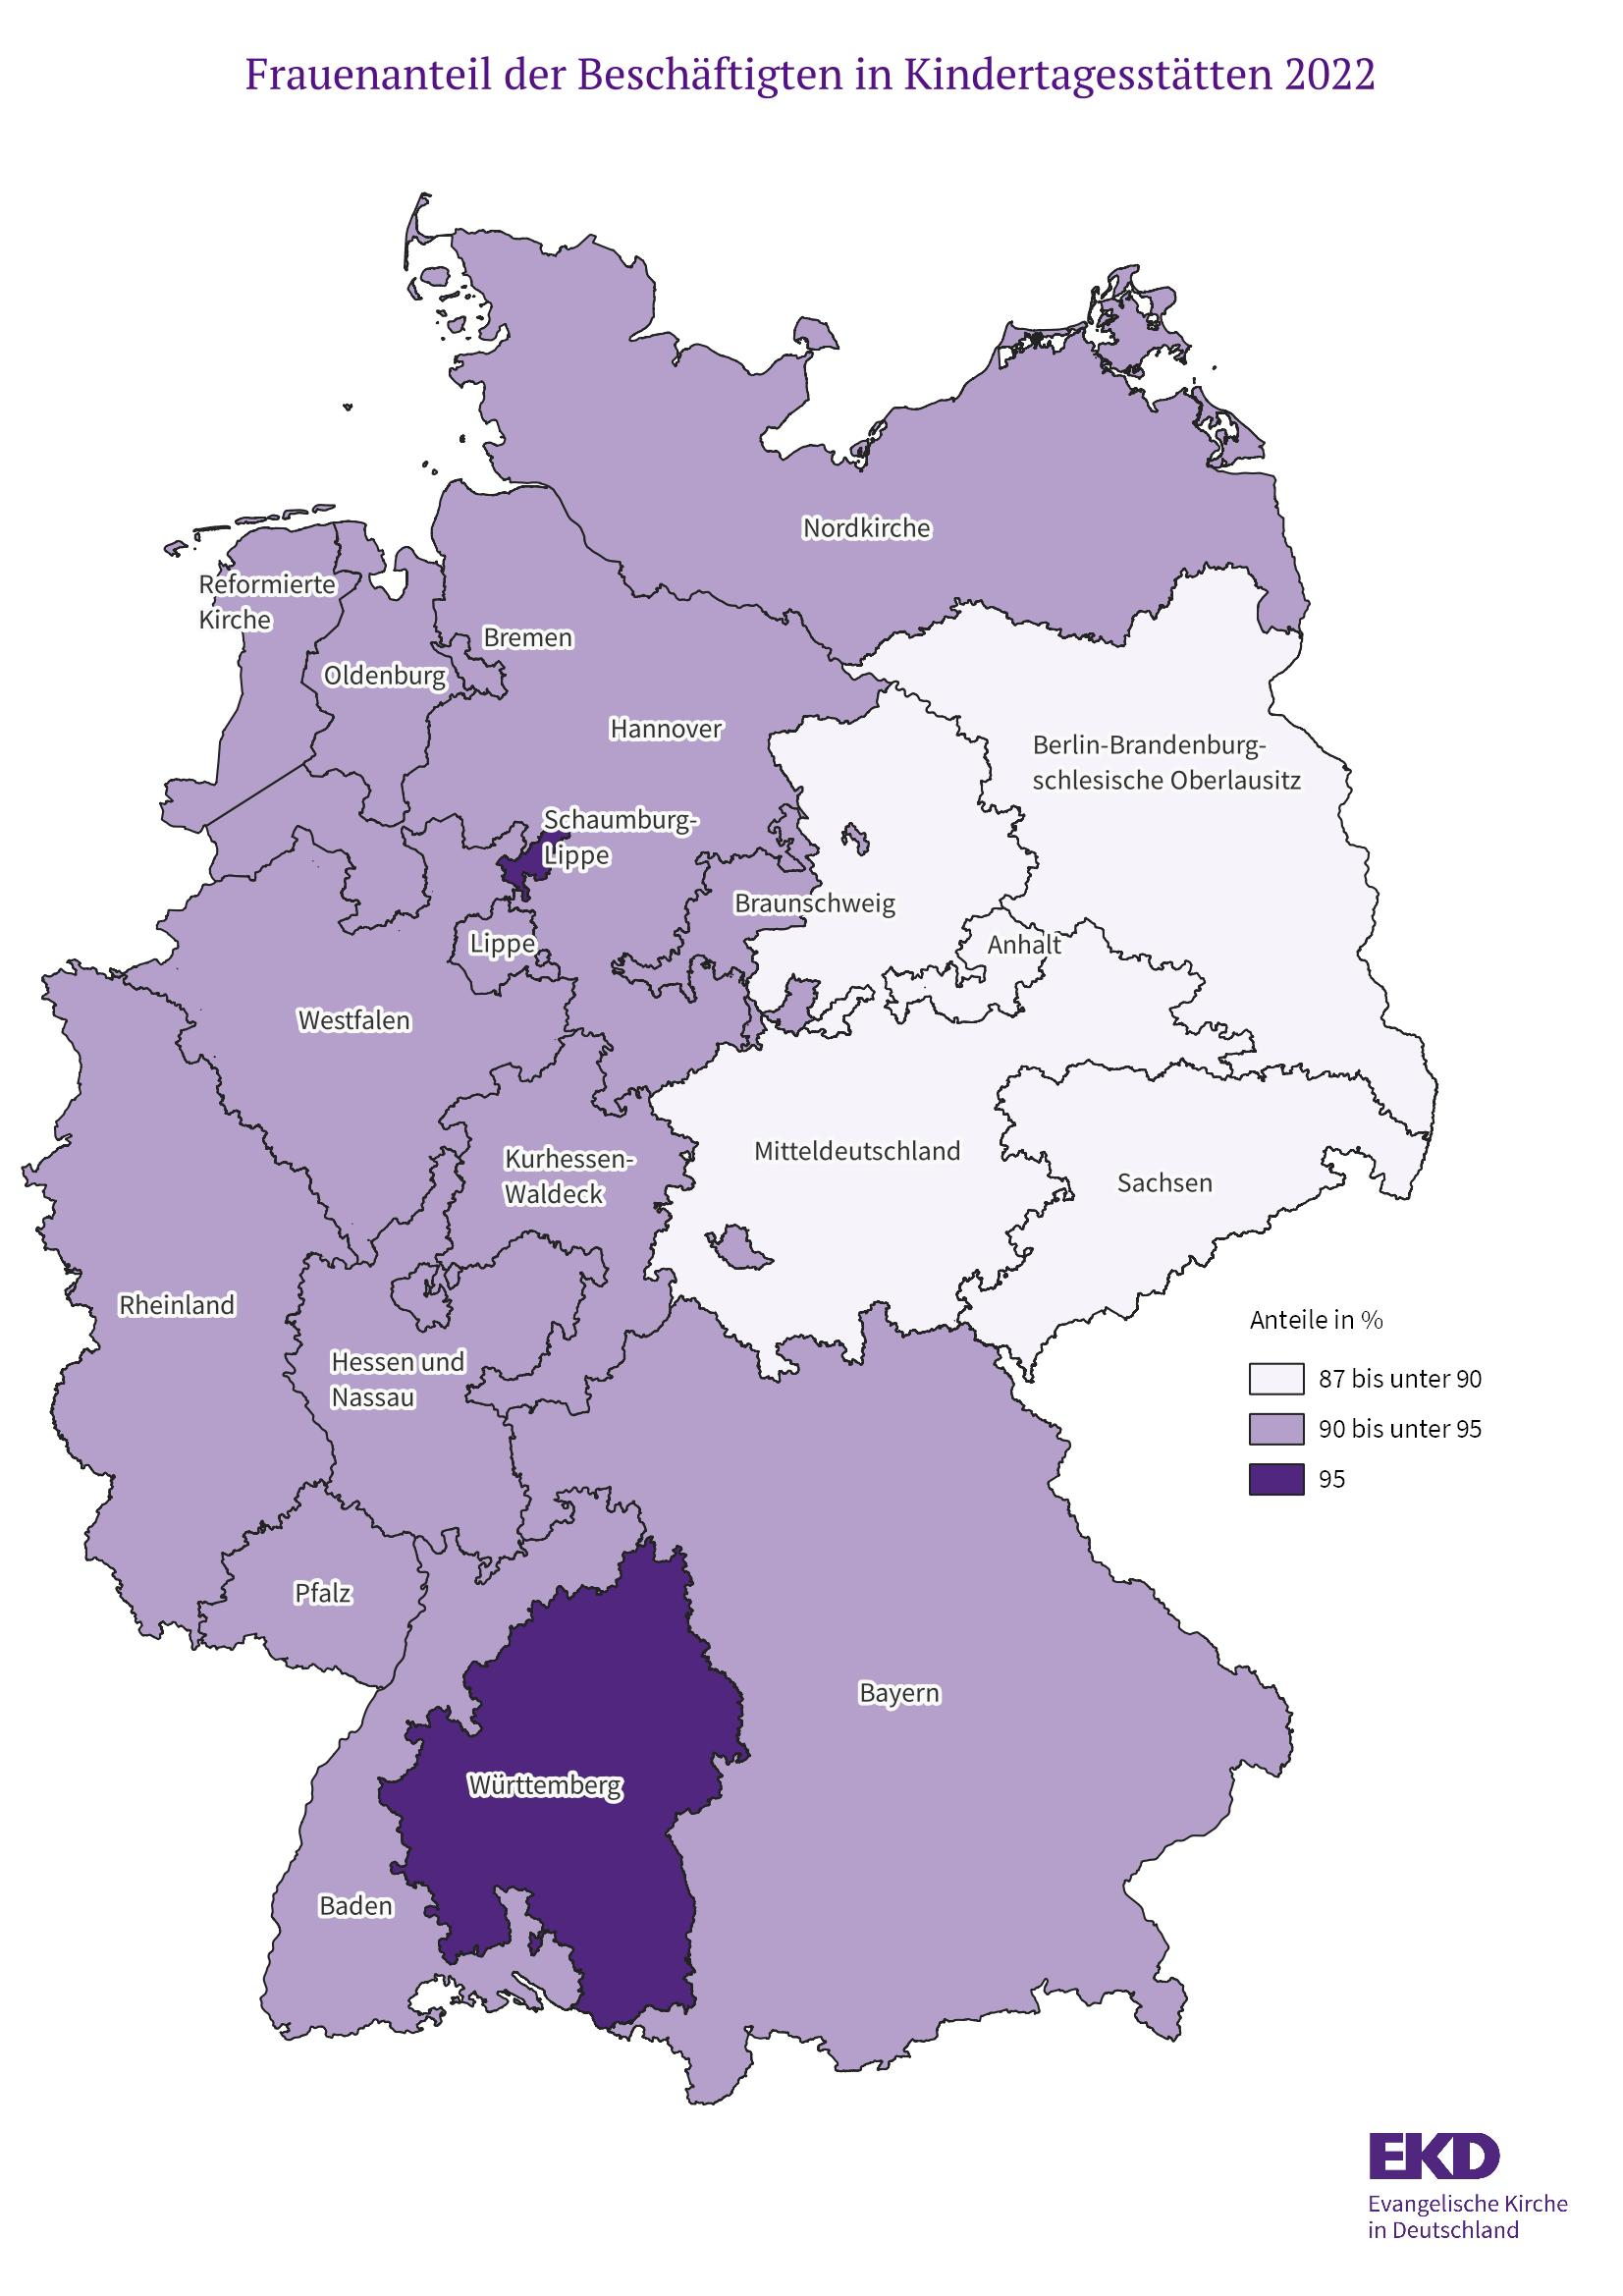 Frauenanteil der Beschäftigten in Kindertagesstätten 2022
Nordkirche
Reformierte
Kirche
Bremen
Oldenburg
Hannover
Berlin-Brandenburg-
schlesische Oberlausitz
Schaumburg-
Lippe
Braunschweig
Lippe
Anhalt
Westfalen
Mitteldeutschland
Kurhessen-
Waldeck
Sachsen
Rheinland
Hessen und
Nassau
Anteile in %
87 bis unter 90
90 bis unter 95
95
Pfalz
Bayern
Württemberg
Baden
EKD
Evangelische Kirche
in Deutschland